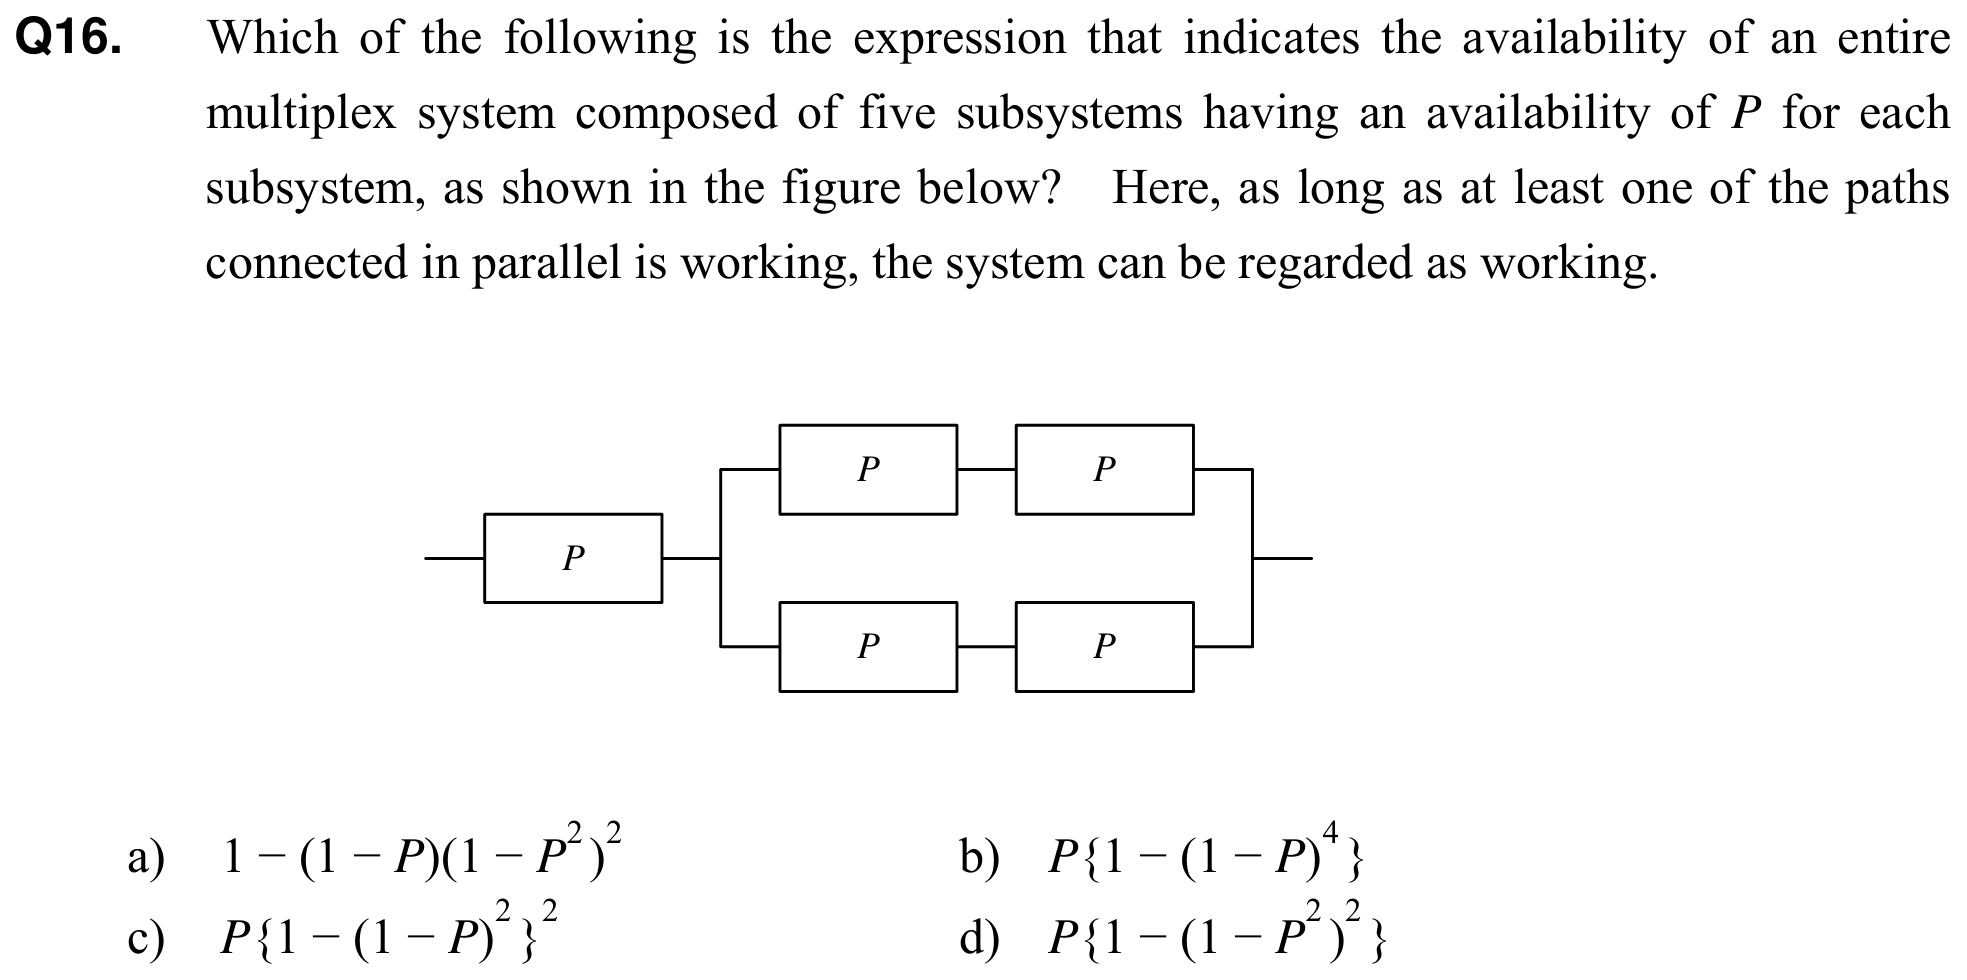 Q16. Which of the following is the expression that indicates the availability of an entire
multiplex system composed of five subsystems having an availability of P for each
subsystem, as shown in the figure below? Here, as long as at least one of the paths
connected in parallel is working, the system can be regarded as working.
P P
P
P P
a) 1 − (1 − P)(1 − P²)² b) P{1 − (1 − P)⁴}
c) P{1 − (1 − P)²}² d) P{1 − (1 − P²)²}